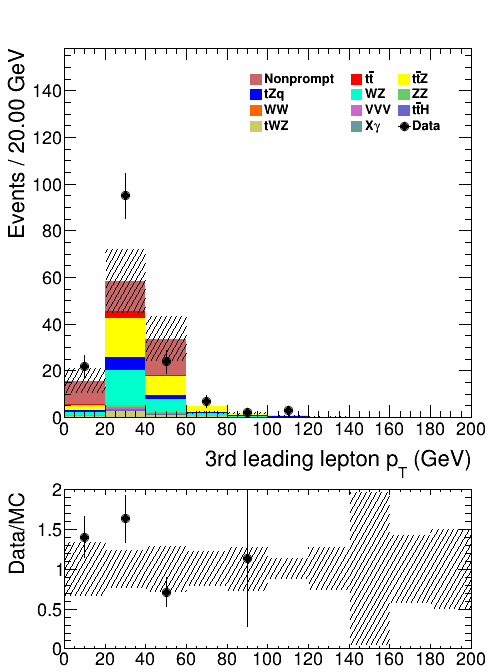 Events / 20.00 GeV
140
120
100
80
60
40
20
0
Nonprompt tt̄ tt̄Z
tZq WZ ZZ
WW VVV tt̄H
tWZ Xγ Data
0 20 40 60 80 100 120 140 160 180 200
3rd leading lepton p_T (GeV)
Data/MC
2
1.5
1
0.5
0
0 20 40 60 80 100 120 140 160 180 200